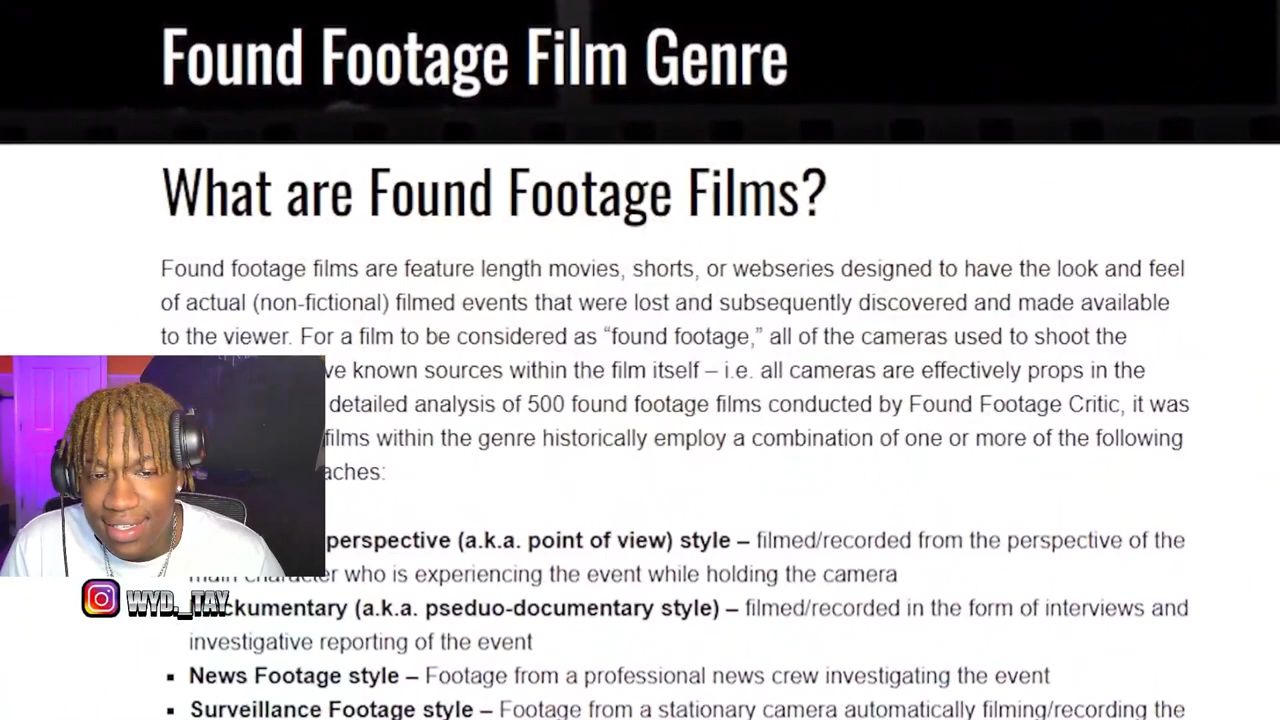 Found Footage Film Genre
What are Found Footage Films?
Found footage films are feature length movies, shorts, or webseries designed to have the look and feel
of actual (non-fictional) filmed events that were lost and subsequently discovered and made available
to the viewer. For a film to be considered as “found footage,” all of the cameras used to shoot the
ve known sources within the film itself – i.e. all cameras are effectively props in the
detailed analysis of 500 found footage films conducted by Found Footage Critic, it was
films within the genre historically employ a combination of one or more of the following
aches:
perspective (a.k.a. point of view) style – filmed/recorded from the perspective of the
main character who is experiencing the event while holding the camera
ckumentary (a.k.a. pseduo-documentary style) – filmed/recorded in the form of interviews and
WYD._TAY
investigative reporting of the event
▪ News Footage style – Footage from a professional news crew investigating the event
▪ Surveillance Footage style – Footage from a stationary camera automatically filming/recording the